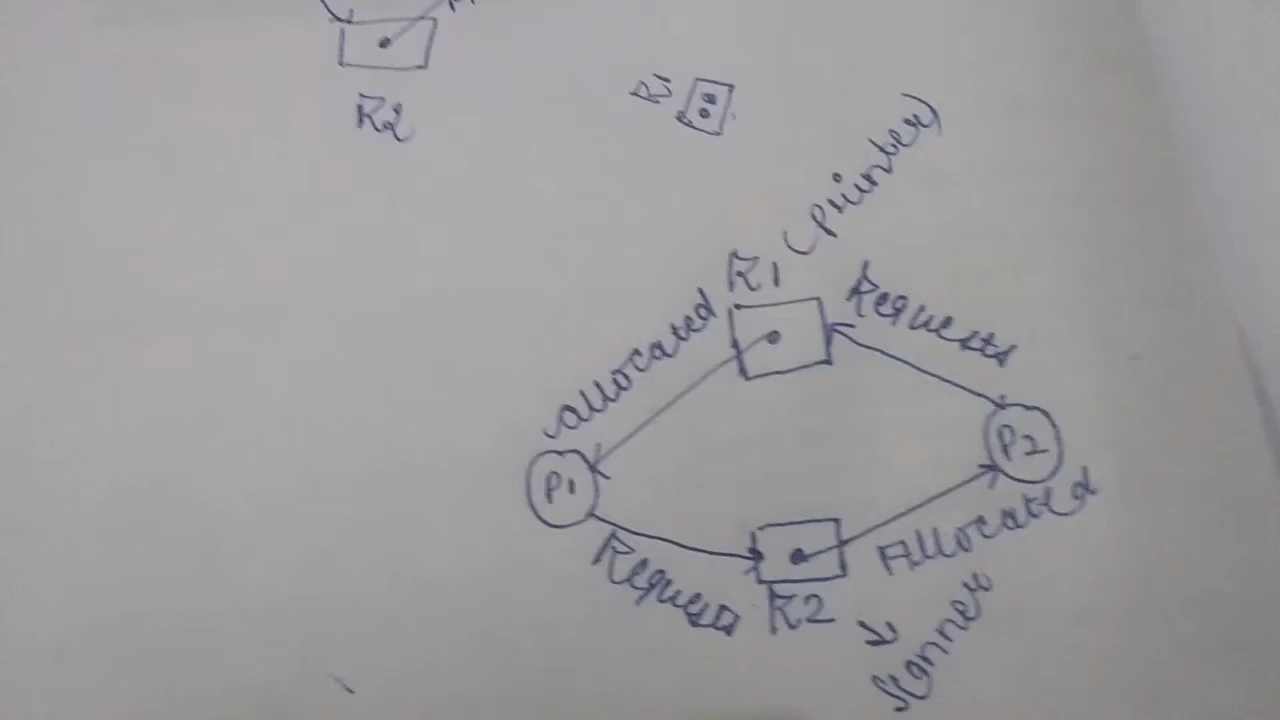 R2
R1
R1 (Printer)
allocated
Requests
P1
P2
Request
R2
Allocated
Scanner